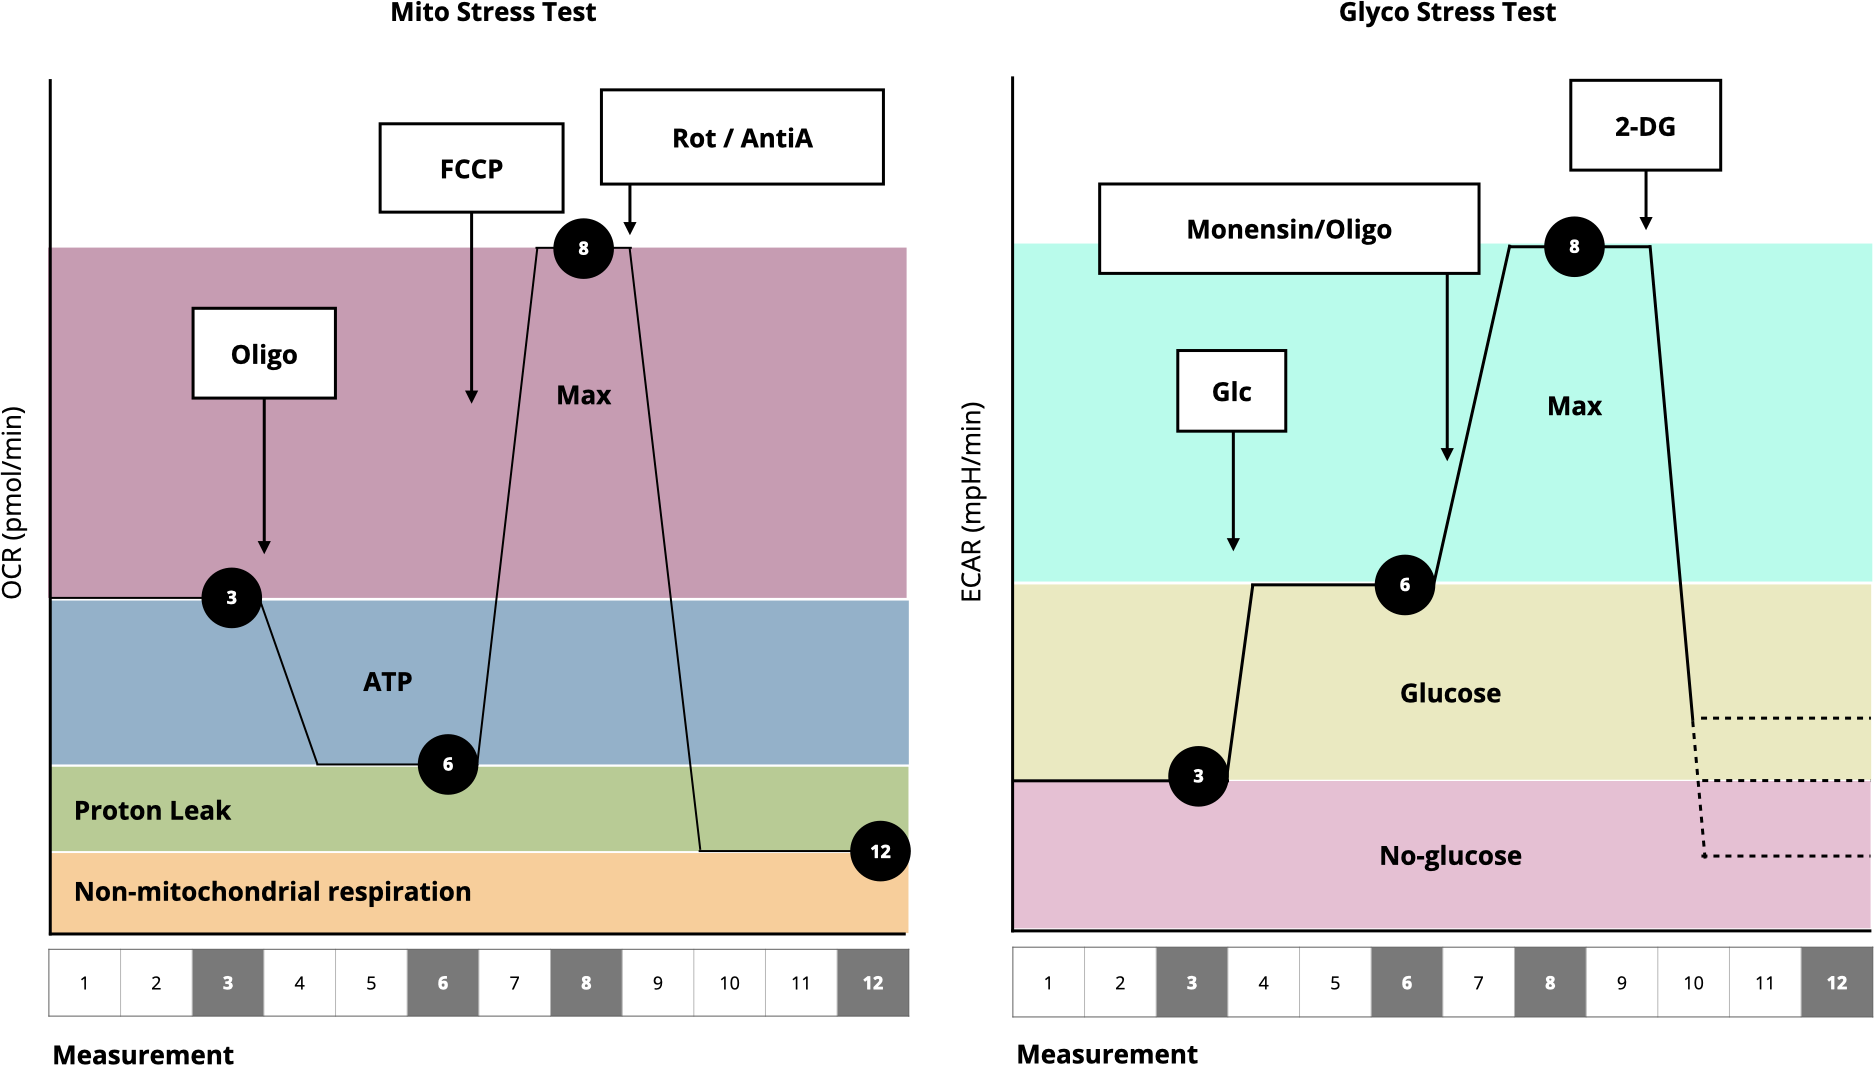 Mito Stress Test
OCR (pmol/min)
Oligo
FCCP
Rot / AntiA
8
Max
3
ATP
6
Proton Leak
12
Non-mitochondrial respiration
1 2 3 4 5 6 7 8 9 10 11 12
Measurement
Glyco Stress Test
ECAR (mpH/min)
2-DG
Monensin/Oligo
8
Glc
Max
6
Glucose
3
No-glucose
1 2 3 4 5 6 7 8 9 10 11 12
Measurement